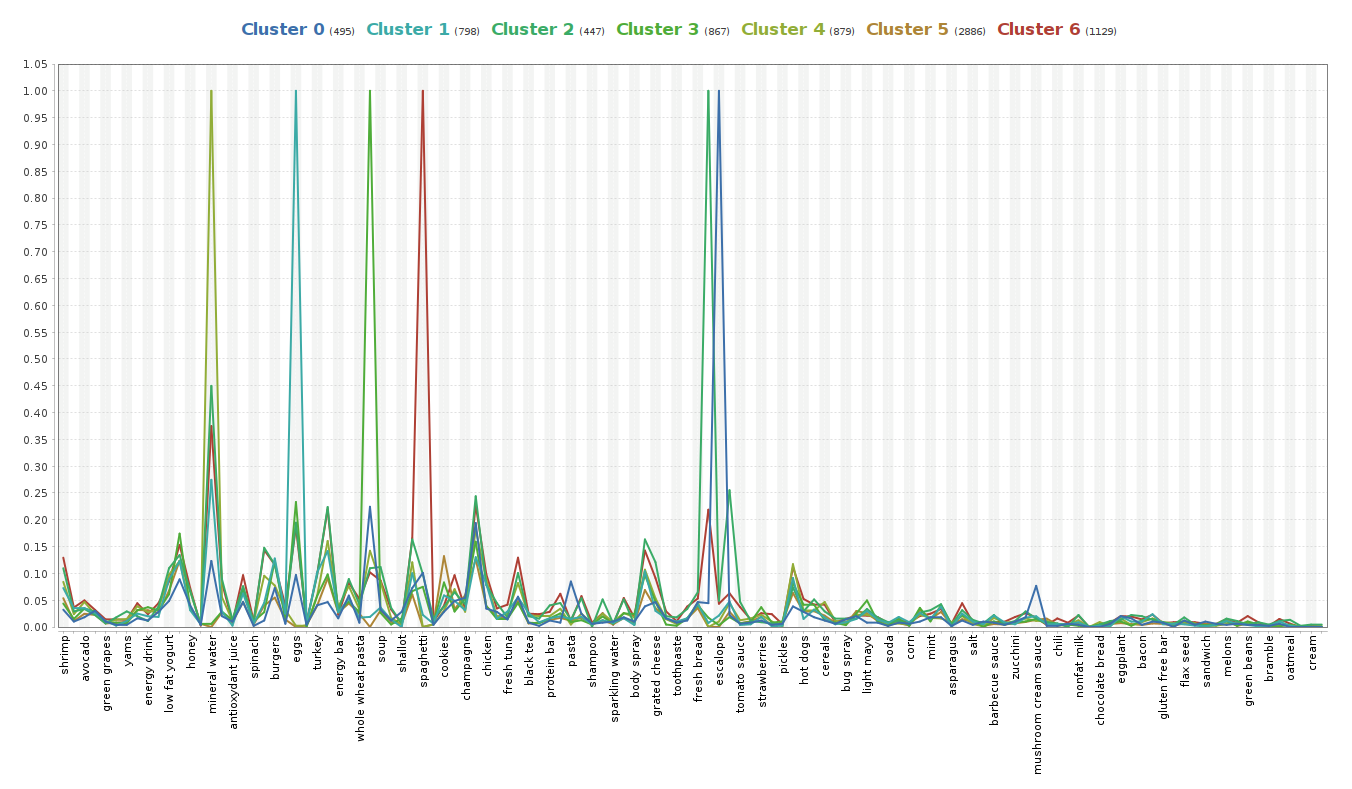 Cluster 0 (495) Cluster 1 (798) Cluster 2 (447) Cluster 3 (867) Cluster 4 (879) Cluster 5 (2886) Cluster 6 (1129)
1.05
1.00
0.95
0.90
0.85
0.80
0.75
0.70
0.65
0.60
0.55
0.50
0.45
0.40
0.35
0.30
0.25
0.20
0.15
0.10
0.05
0.00
shrimp
avocado
green grapes
yams
energy drink
low fat yogurt
honey
mineral water
antioxydant juice
spinach
burgers
eggs
turkey
energy bar
whole wheat pasta
soup
shallot
spaghetti
cookies
champagne
chicken
fresh tuna
black tea
protein bar
pasta
shampoo
sparkling water
body spray
grated cheese
toothpaste
fresh bread
escalope
tomato sauce
strawberries
pickles
hot dogs
cereals
bug spray
light mayo
soda
corn
mint
asparagus
salt
barbecue sauce
zucchini
mushroom cream sauce
chili
nonfat milk
chocolate bread
eggplant
bacon
gluten free bar
flax seed
sandwich
melons
green beans
bramble
oatmeal
cream